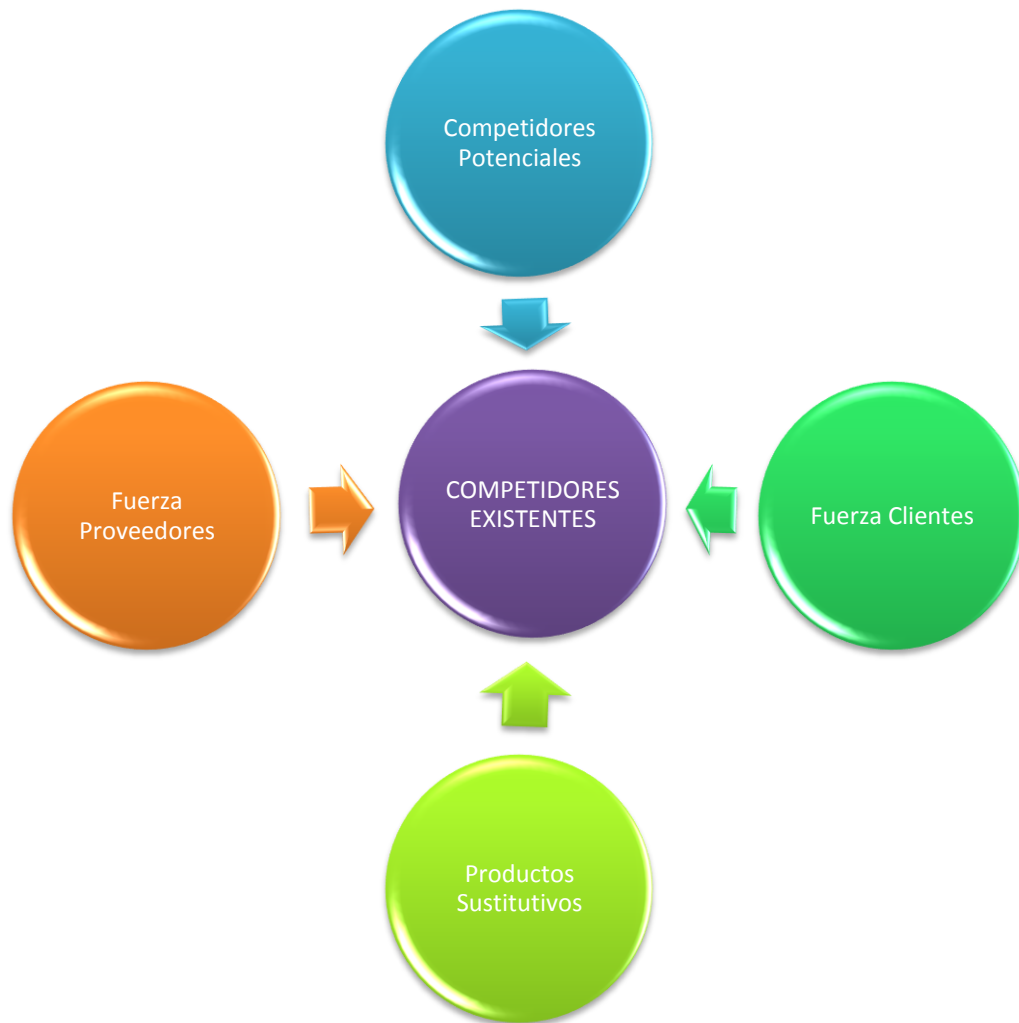 Competidores
Potenciales
Fuerza
Proveedores
COMPETIDORES
EXISTENTES
Fuerza Clientes
Productos
Sustitutivos